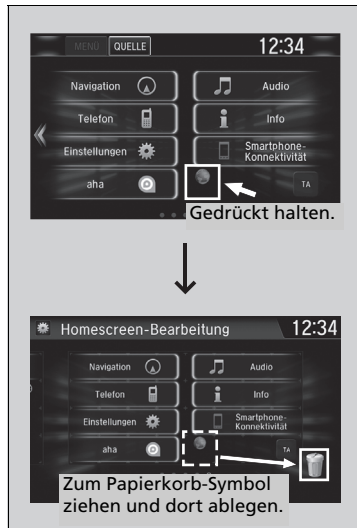 MENÜ QUELLE 12:34
Navigation Audio
Telefon Info
Einstellungen Smartphone-
Konnektivität
aha TA
Gedrückt halten.
Homescreen-Bearbeitung 12:34
Navigation Audio
Telefon Info
Einstellungen Smartphone-
Konnektivität
aha TA
Zum Papierkorb-Symbol
ziehen und dort ablegen.